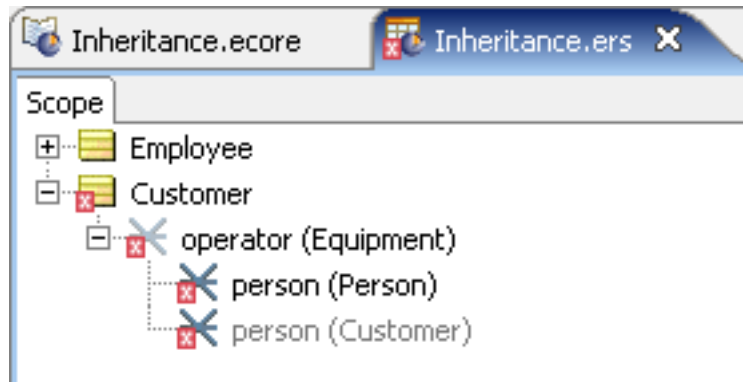 Inheritance.ecore Inheritance.ers
Scope
Employee
Customer
operator (Equipment)
person (Person)
person (Customer)